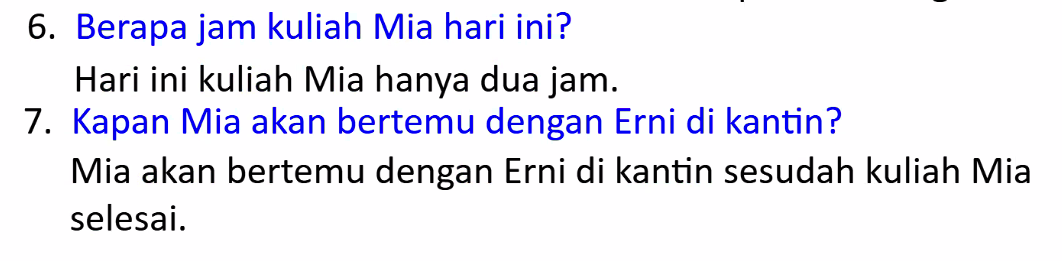 6. Berapa jam kuliah Mia hari ini?
Hari ini kuliah Mia hanya dua jam.
7. Kapan Mia akan bertemu dengan Erni di kantin?
Mia akan bertemu dengan Erni di kantin sesudah kuliah Mia
selesai.